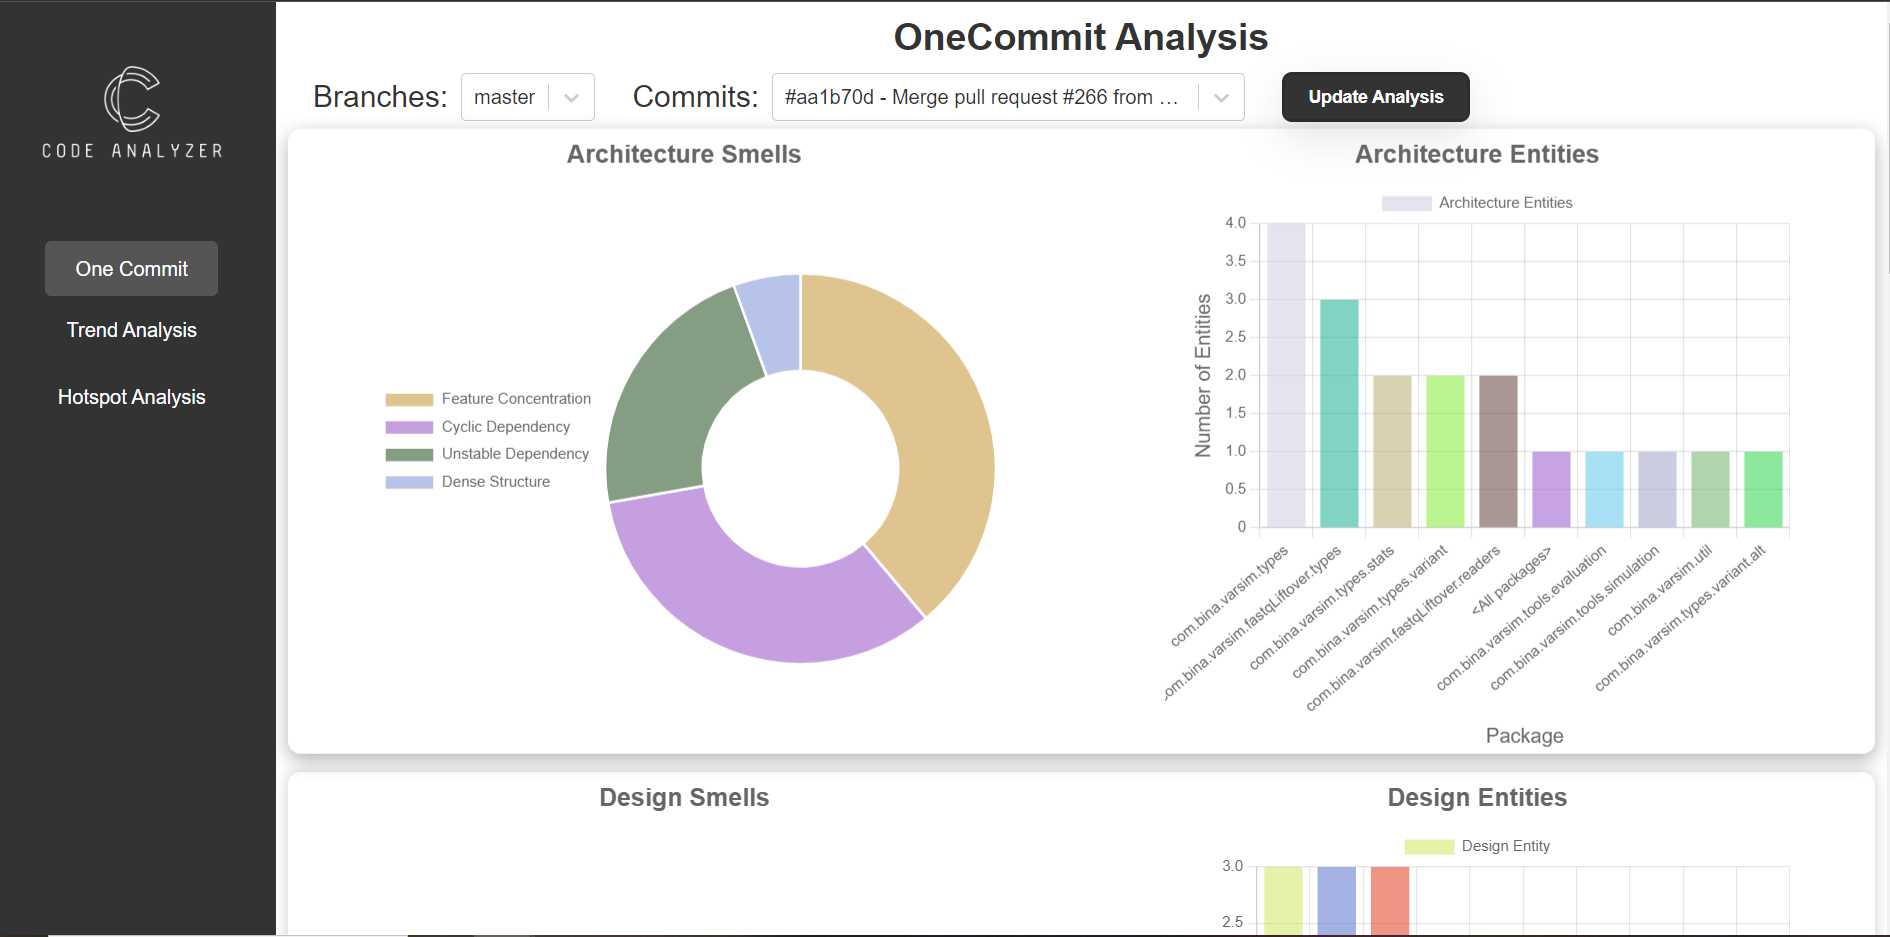 CODE ANALYZER
One Commit
Trend Analysis
Hotspot Analysis
OneCommit Analysis
Branches:
master
Commits:
#aa1b70d - Merge pull request #266 from ...
Update Analysis
Architecture Smells
Feature Concentration
Cyclic Dependency
Unstable Dependency
Dense Structure
Architecture Entities
Architecture Entities
Number of Entities
4.0
3.5
3.0
2.5
2.0
1.5
1.0
0.5
0
com.bina.varsim.types
om.bina.varsim.fastqLiftover.types
com.bina.varsim.types.stats
com.bina.varsim.types.variant
com.bina.varsim.fastqLiftover.readers
<All packages>
com.bina.varsim.tools.evaluation
com.bina.varsim.tools.simulation
com.bina.varsim.util
com.bina.varsim.types.variant.alt
Package
Design Smells
Design Entities
Design Entity
3.0
2.5